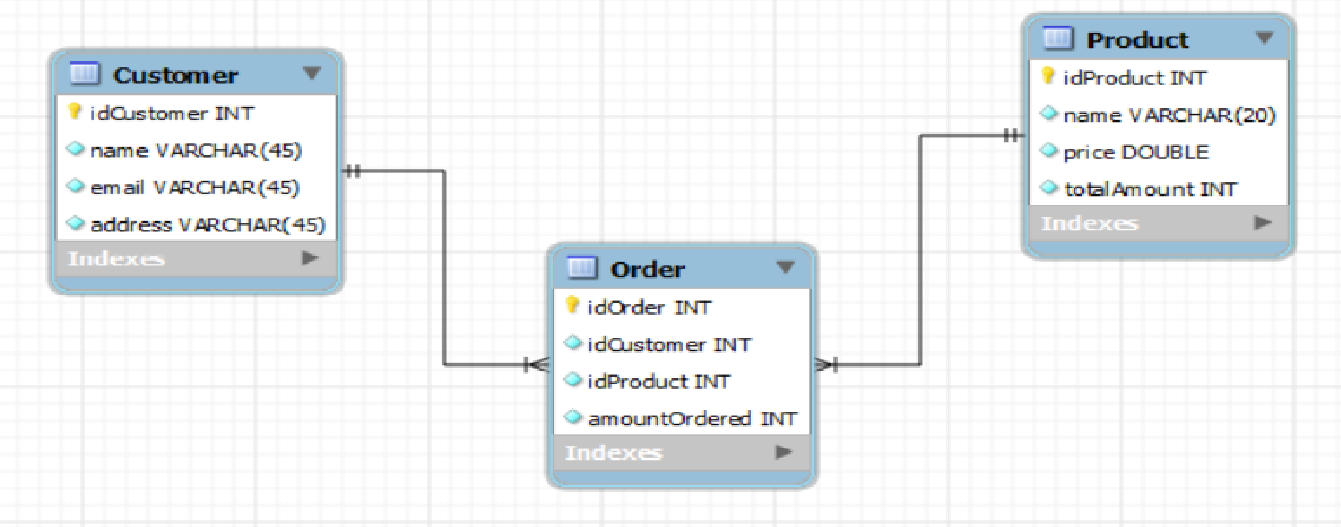 Customer
idCustomer INT
name VARCHAR(45)
email VARCHAR(45)
address VARCHAR(45)
Indexes
Order
idOrder INT
idCustomer INT
idProduct INT
amountOrdered INT
Indexes
Product
idProduct INT
name VARCHAR(20)
price DOUBLE
totalAmount INT
Indexes